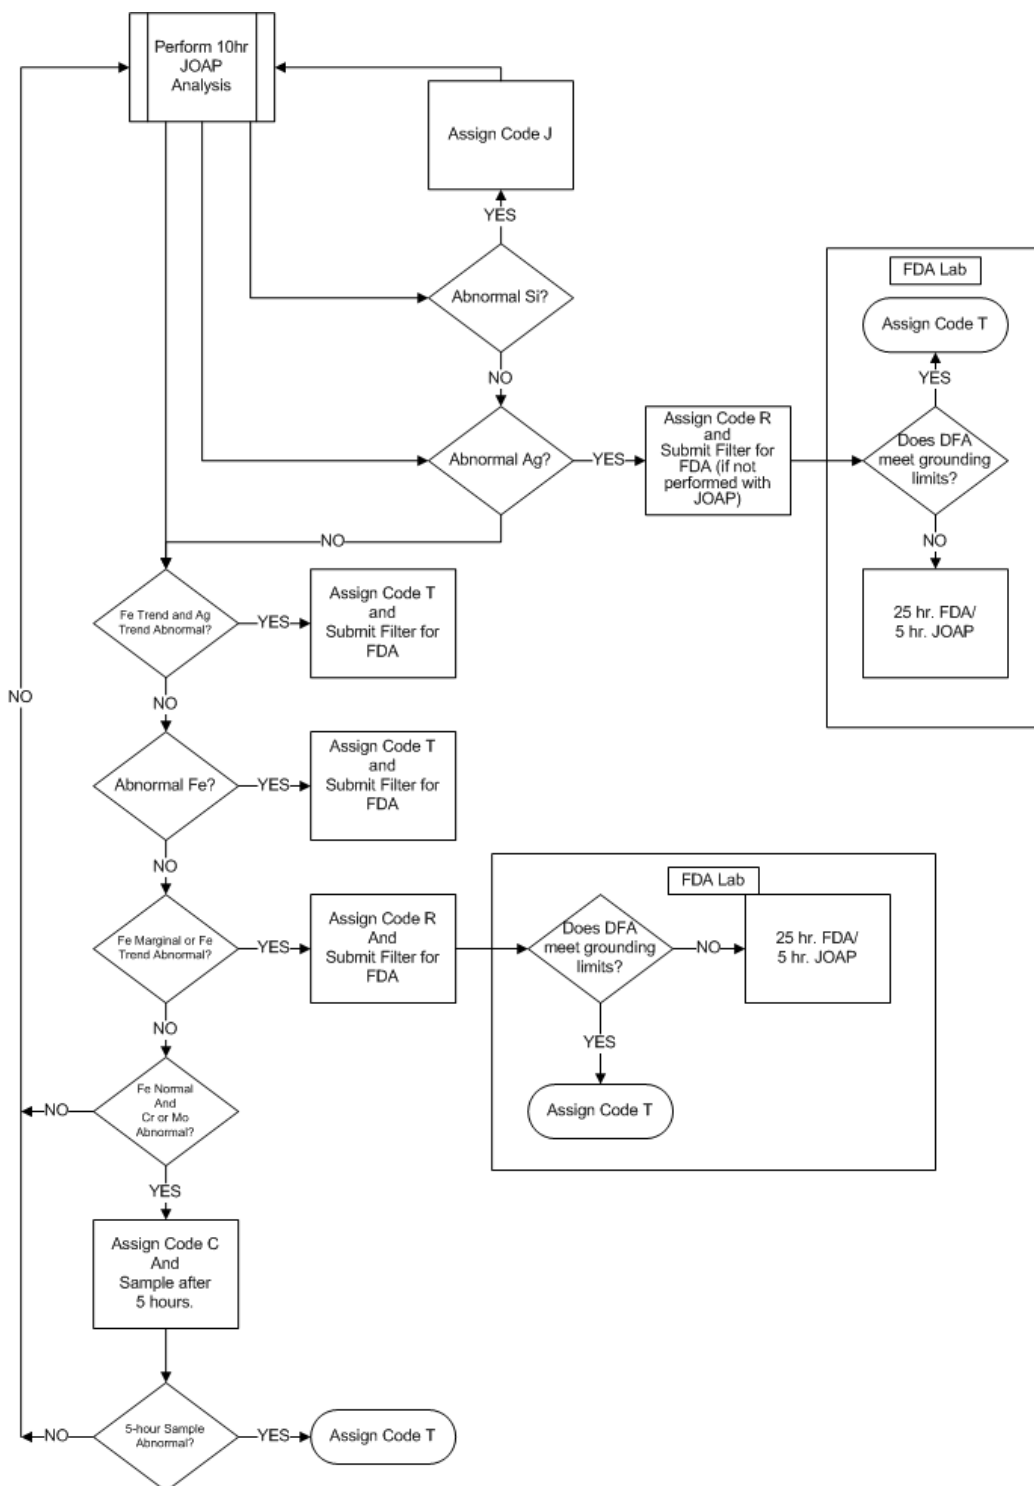 Perform 10hr
JOAP
Analysis
Assign Code J
YES
Abnormal Si?
NO
FDA Lab
Assign Code T
YES
Abnormal Ag?
YES
Assign Code R
and
Submit Filter for
FDA (if not
performed with
JOAP)
Does DFA
meet grounding
limits?
NO
NO
25 hr. FDA/
5 hr. JOAP
Fe Trend and Ag
Trend Abnormal?
YES
Assign Code T
and
Submit Filter for
FDA
NO
NO
Abnormal Fe?
YES
Assign Code T
and
Submit Filter for
FDA
NO
Fe Marginal or Fe
Trend Abnormal?
YES
Assign Code R
And
Submit Filter for
FDA
FDA Lab
Does DFA
meet grounding
limits?
NO
25 hr. FDA/
5 hr. JOAP
YES
Assign Code T
NO
Fe Normal
And
Cr or Mo
Abnormal?
NO
YES
Assign Code C
And
Sample after
5 hours.
5-hour Sample
Abnormal?
NO
YES
Assign Code T